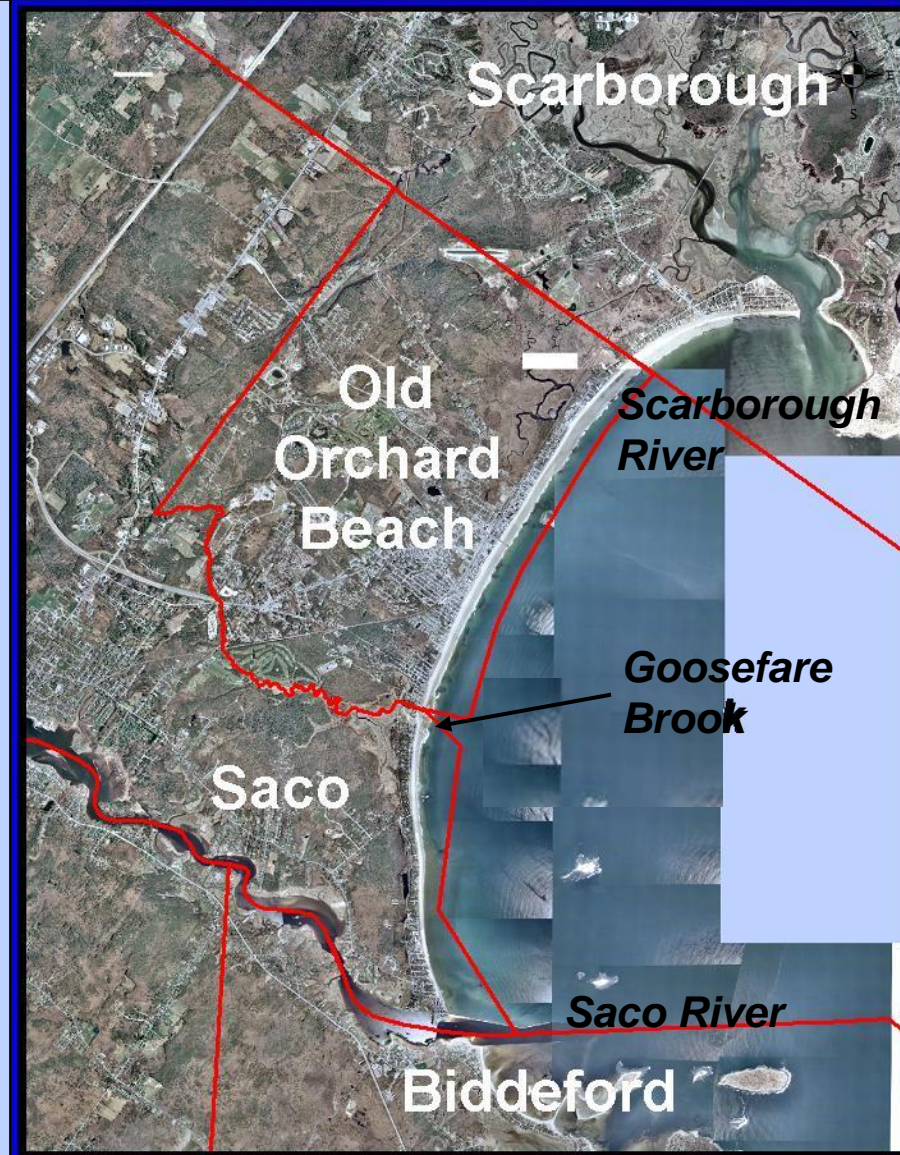 Scarborough
N
E
S
Old
Orchard
Beach
Scarborough
River
Goosefare
Brook
Saco
Saco River
Biddeford